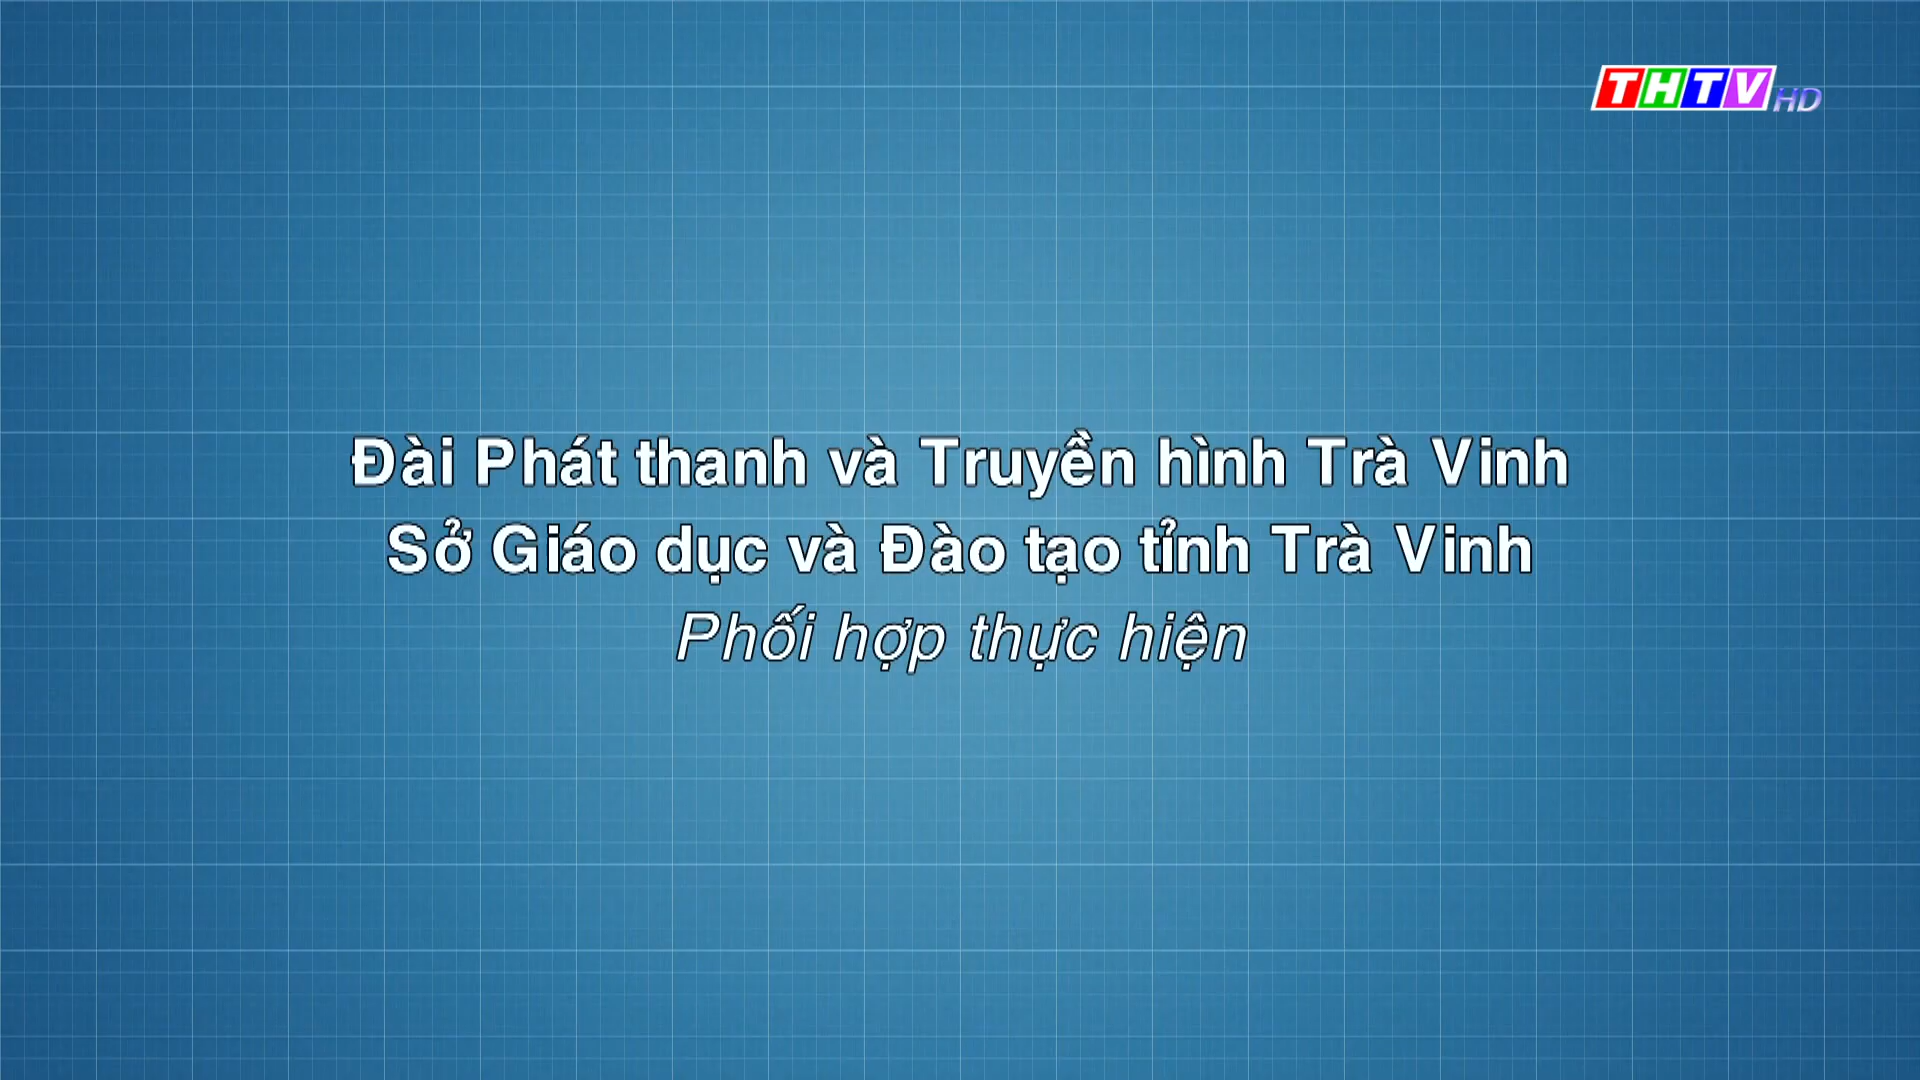 THTV HD
Đài Phát thanh và Truyền hình Trà Vinh
Sở Giáo dục và Đào tạo tỉnh Trà Vinh
Phối hợp thực hiện